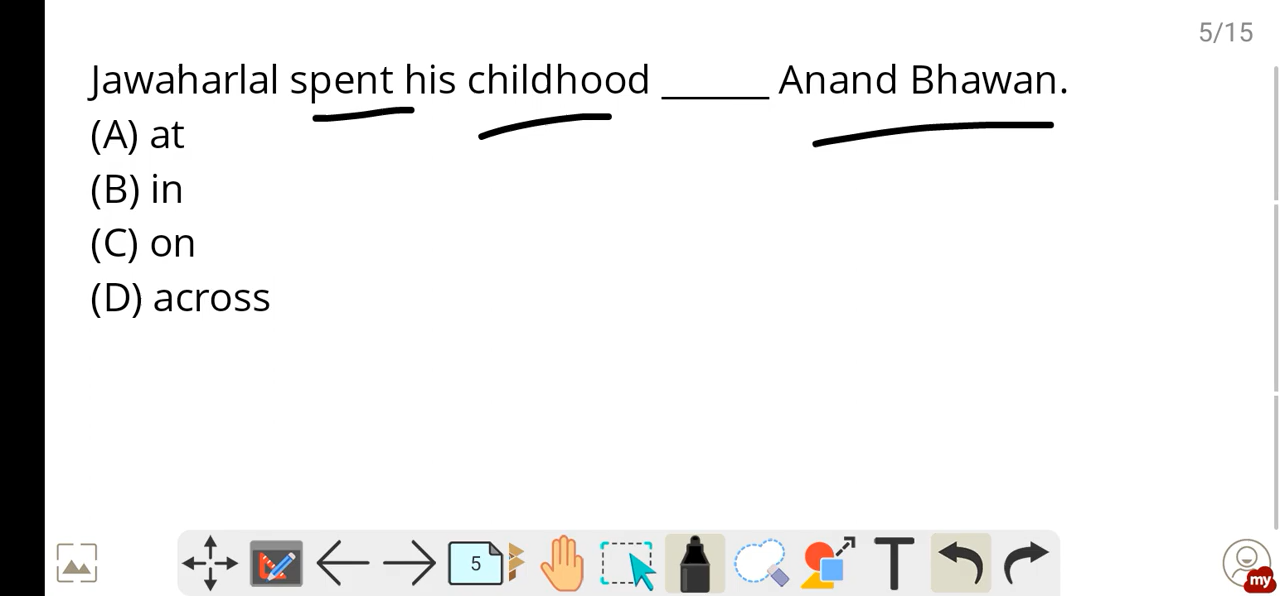 5/15
Jawaharlal spent his childhood ______ Anand Bhawan.
(A) at
(B) in
(C) on
(D) across
5
T
my